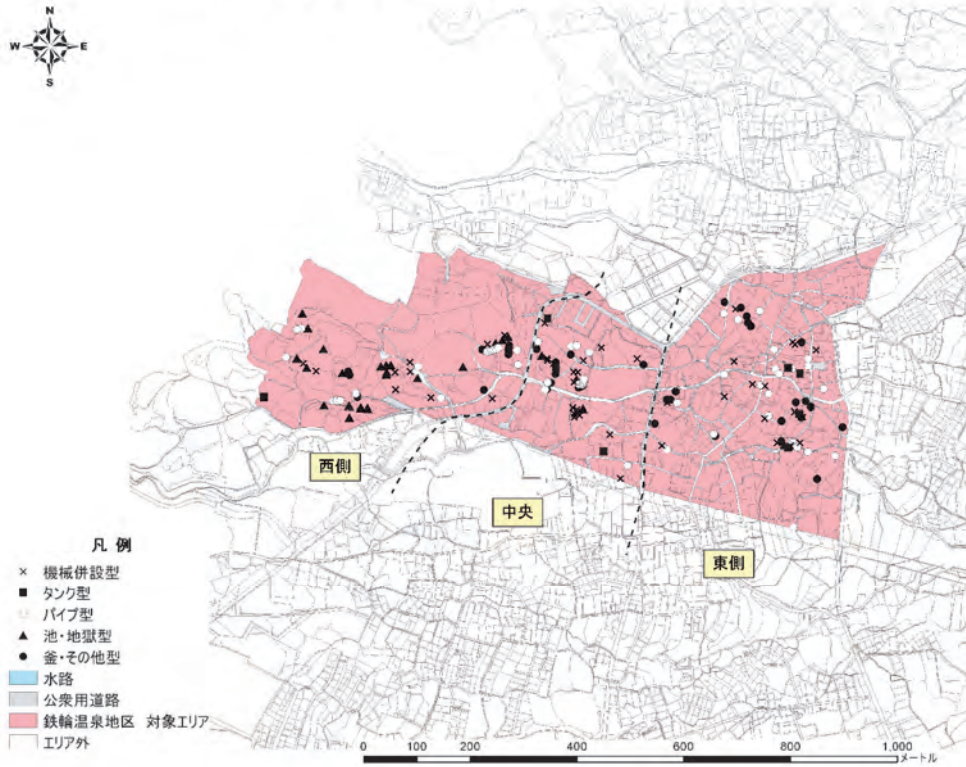 N
W E
S
西側
中央
東側
凡 例
機械併設型
タンク型
パイプ型
池・地獄型
釜・その他型
水路
公衆用道路
鉄輪温泉地区 対象エリア
エリア外
0 100 200 400 600 800 1,000
メートル